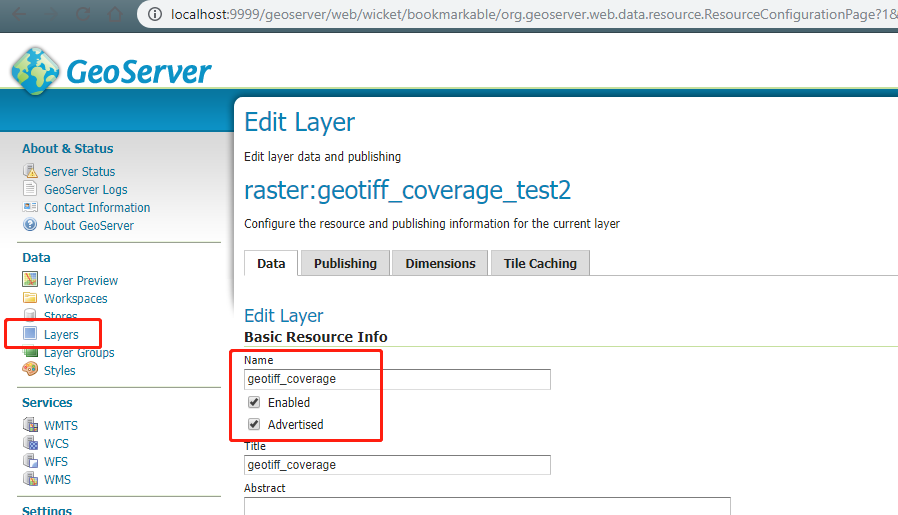 localhost:9999/geoserver/web/wicket/bookmarkable/org.geoserver.web.data.resource.ResourceConfigurationPage?1&
GeoServer
About & Status
Server Status
GeoServer Logs
Contact Information
About GeoServer
Data
Layer Preview
Workspaces
Stores
Layers
Layer Groups
Styles
Services
WMTS
WCS
WFS
WMS
Settings
Edit Layer
Edit layer data and publishing
raster:geotiff_coverage_test2
Configure the resource and publishing information for the current layer
Data Publishing Dimensions Tile Caching
Edit Layer
Basic Resource Info
Name
geotiff_coverage
Enabled
Advertised
Title
geotiff_coverage
Abstract